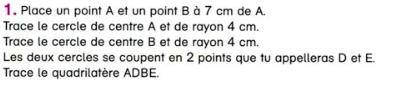 1. Place un point A et un point B à 7 cm de A.
Trace le cercle de centre A et de rayon 4 cm.
Trace le cercle de centre B et de rayon 4 cm.
Les deux cercles se coupent en 2 points que tu appelleras D et E.
Trace le quadrilatère ADBE.